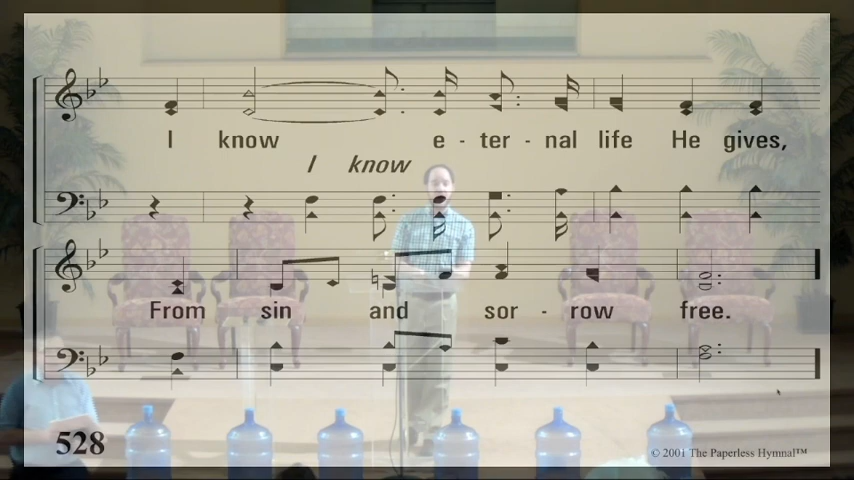 I know e - ter - nal life He gives,
I know
From sin and sor - row free.
528
© 2001 The Paperless Hymnal™